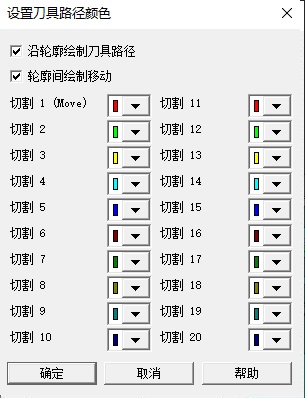 设置刀具路径颜色
沿轮廓绘制刀具路径
轮廓间绘制移动
切割 1 (Move) 切割 11
切割 2 切割 12
切割 3 切割 13
切割 4 切割 14
切割 5 切割 15
切割 6 切割 16
切割 7 切割 17
切割 8 切割 18
切割 9 切割 19
切割 10 切割 20
确定 取消 帮助